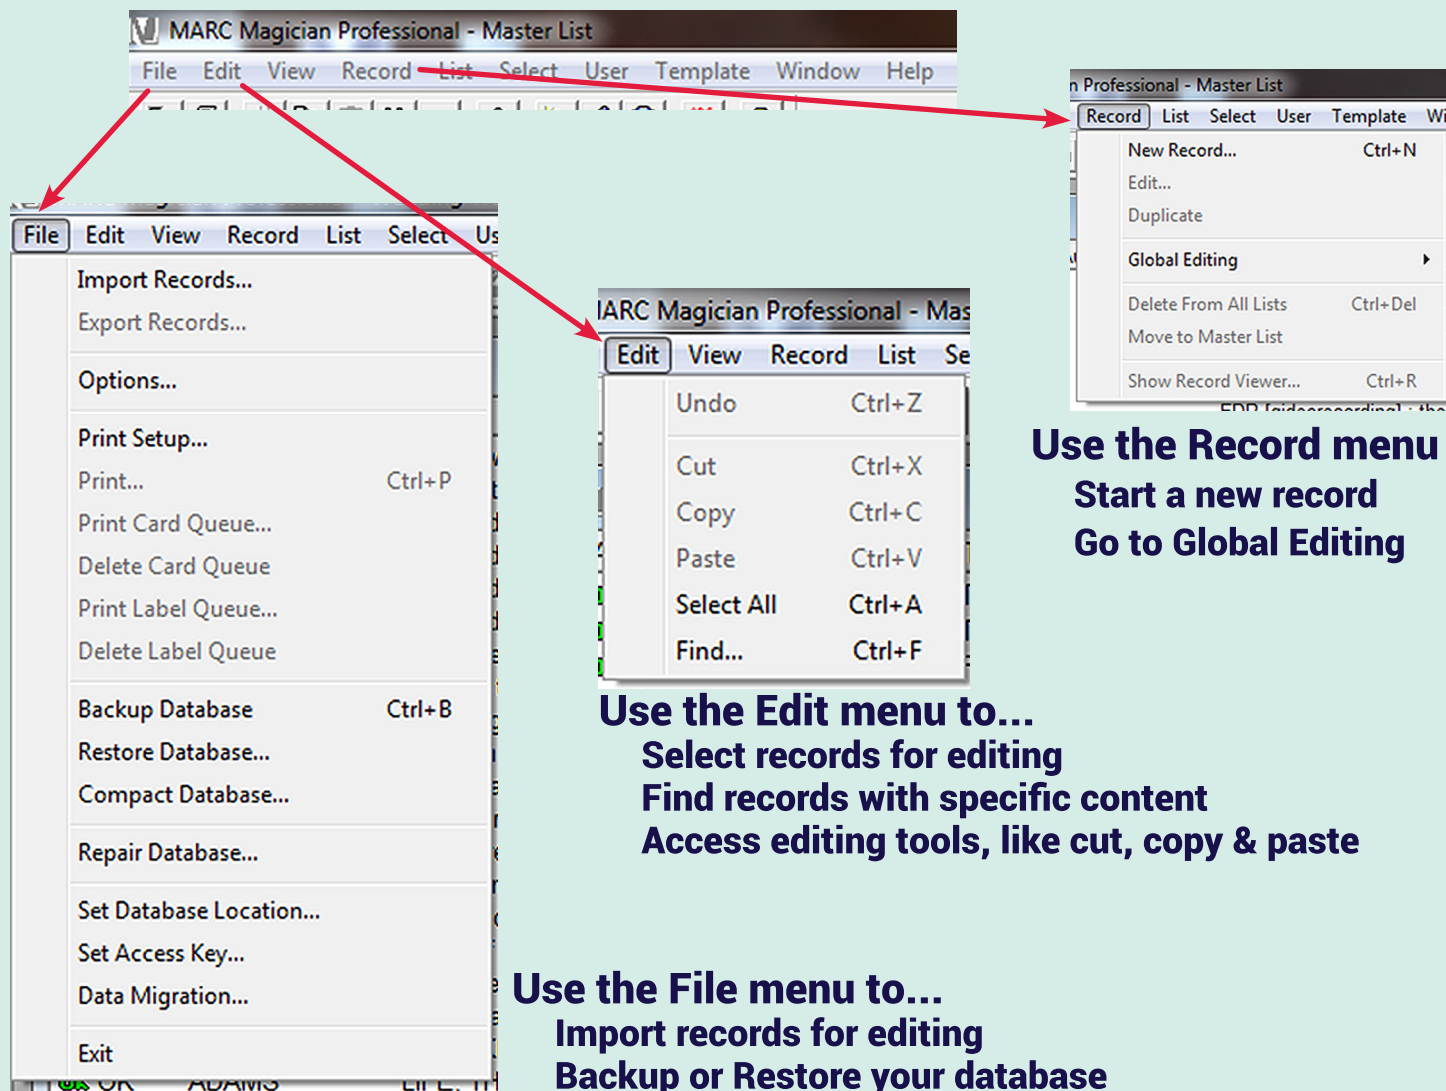 MARC Magician Professional - Master List
File Edit View Record List Select User Template Window Help
n Professional - Master List
Record List Select User Template Wi
New Record... Ctrl+N
Edit...
Duplicate
Global Editing
Delete From All Lists Ctrl+Del
Move to Master List
Show Record Viewer... Ctrl+R
Use the Record menu
Start a new record
Go to Global Editing
File Edit View Record List Select Us
Import Records...
Export Records...
Options...
Print Setup...
Print... Ctrl+P
Print Card Queue...
Delete Card Queue
Print Label Queue...
Delete Label Queue
Backup Database Ctrl+B
Restore Database...
Compact Database...
Repair Database...
Set Database Location...
Set Access Key...
Data Migration...
Exit
OK OK ADAMS
MARC Magician Professional - Mas
Edit View Record List Se
Undo Ctrl+Z
Cut Ctrl+X
Copy Ctrl+C
Paste Ctrl+V
Select All Ctrl+A
Find... Ctrl+F
Use the Edit menu to...
Select records for editing
Find records with specific content
Access editing tools, like cut, copy & paste
Use the File menu to...
Import records for editing
Backup or Restore your database